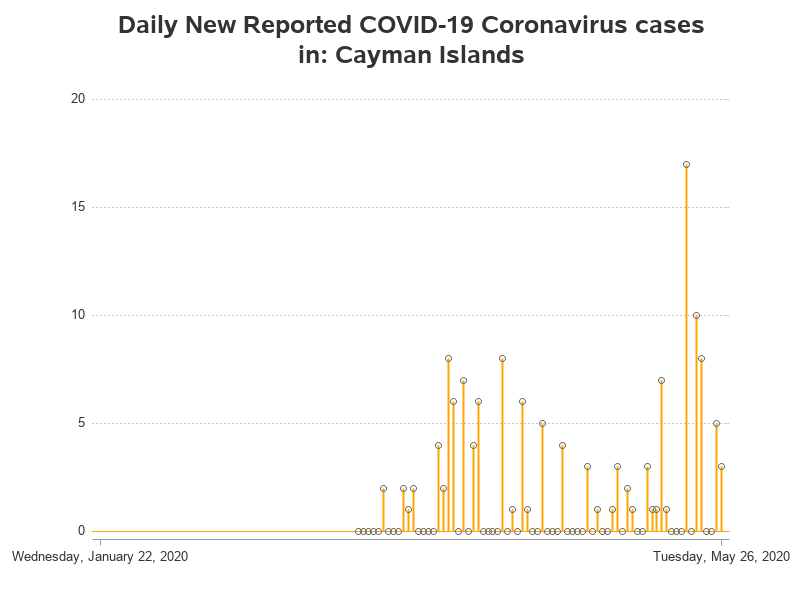 Daily New Reported COVID-19 Coronavirus cases
in: Cayman Islands
20
15
10
5
0
Wednesday, January 22, 2020
Tuesday, May 26, 2020